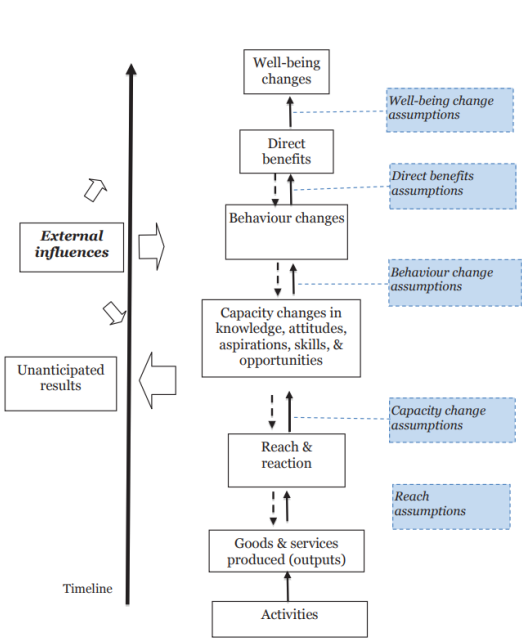 Well-being
changes
Well-being change
assumptions
Direct
benefits
Direct benefits
assumptions
Behaviour changes
External
influences
Behaviour change
assumptions
Capacity changes in
knowledge, attitudes,
aspirations, skills, &
opportunities
Unanticipated
results
Capacity change
assumptions
Reach &
reaction
Reach
assumptions
Goods & services
produced (outputs)
Timeline
Activities